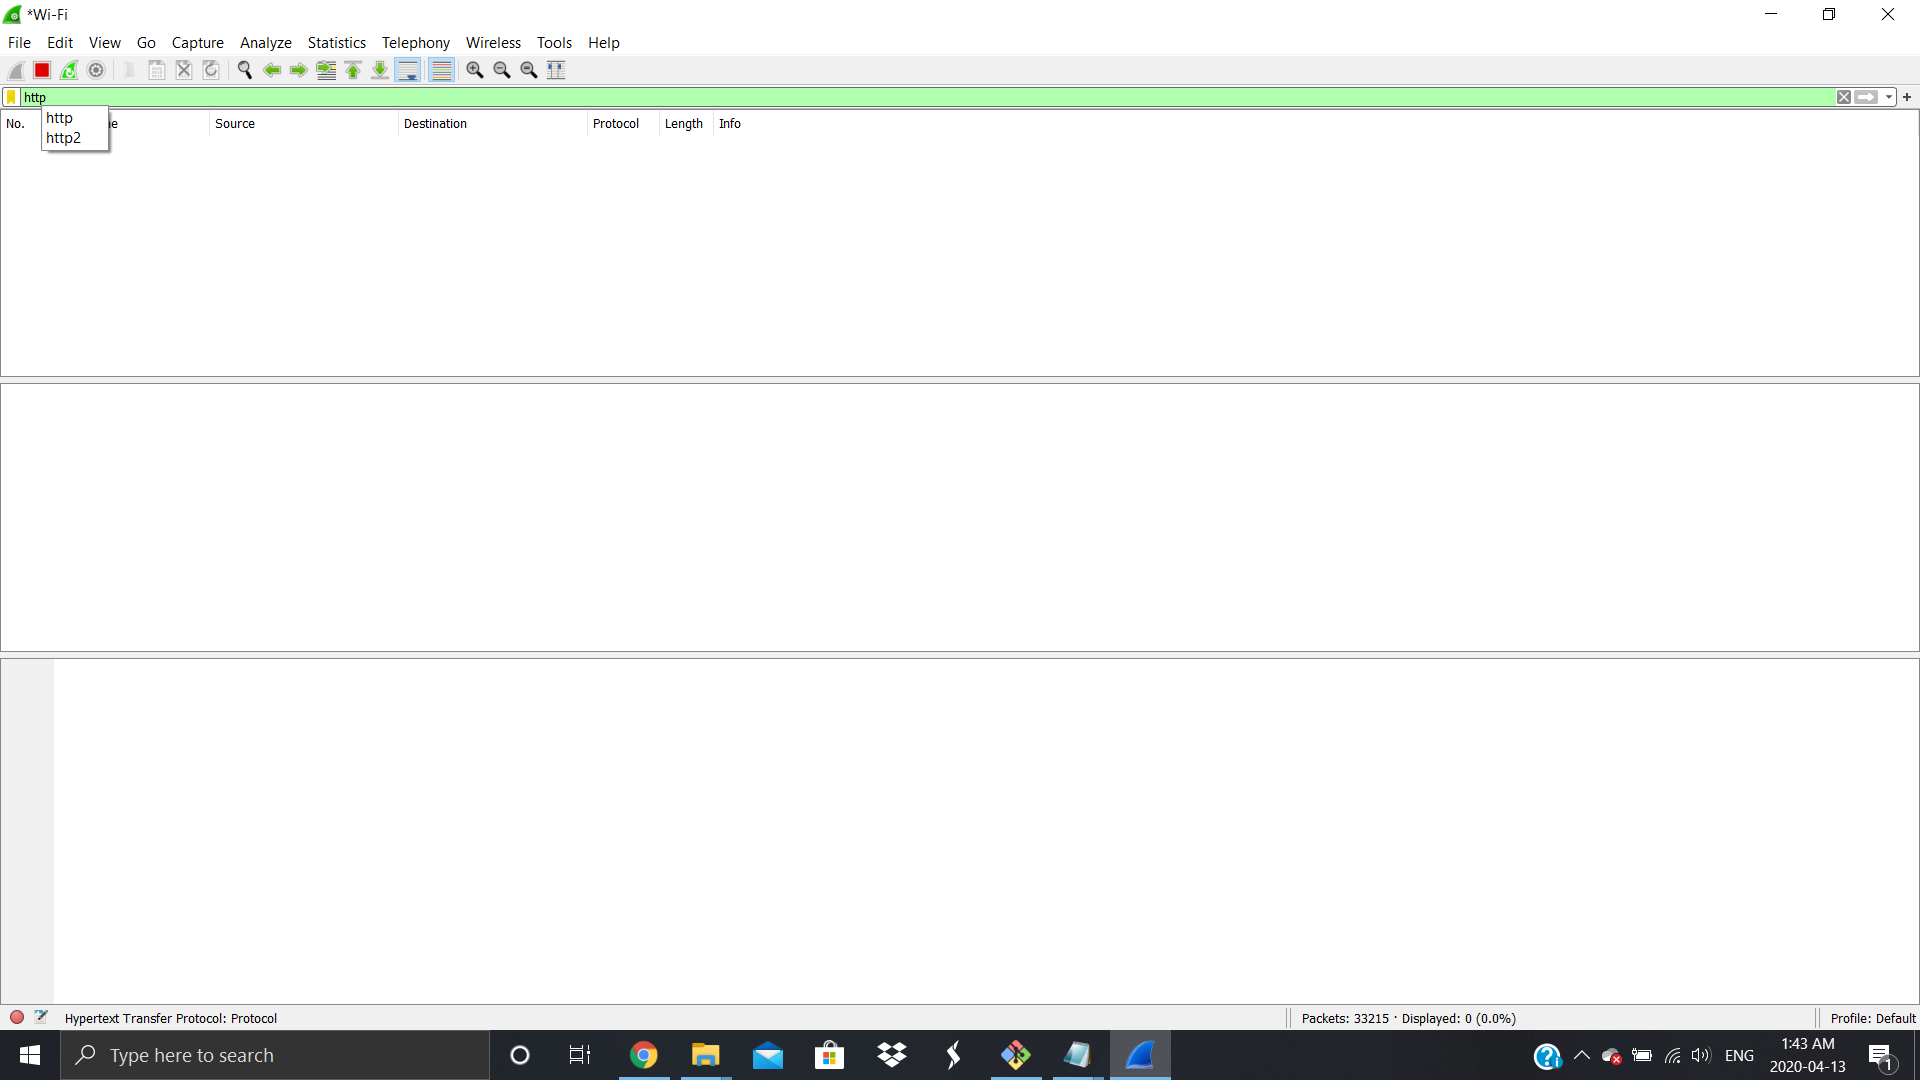 *Wi-Fi
File Edit View Go Capture Analyze Statistics Telephony Wireless Tools Help
http
http
http2
No. e Source Destination Protocol Length Info
Hypertext Transfer Protocol: Protocol
Packets: 33215 · Displayed: 0 (0.0%)
Profile: Default
Type here to search
ENG
1:43 AM
2020-04-13
1